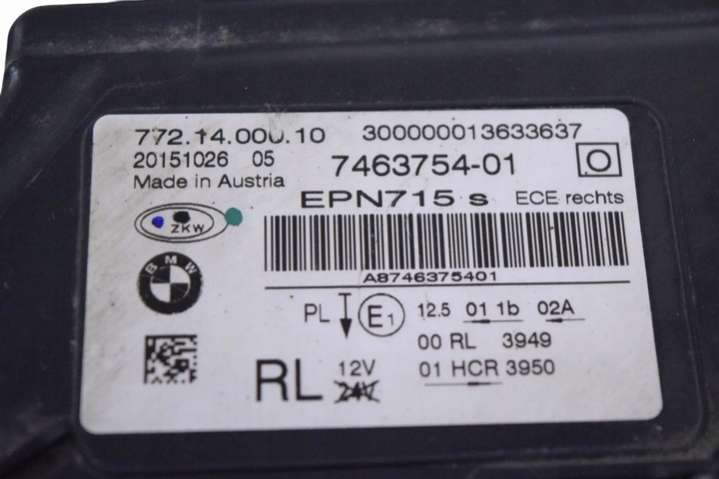 772.14.000.10 300000013633637
20151026 05 7463754-01
Made in Austria
EPN715 s ECE rechts
ZKW
A8746375401
BMW
PL E1 12.5 01 1b 02A
00 RL 3949
RL 12V 01 HCR 3950
24V